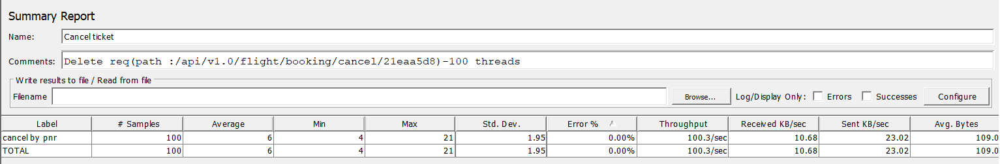 Summary Report
Name: Cancel ticket
Comments: Delete req(path :/api/v1.0/flight/booking/cancel/21eaa5d8)-100 threads
Write results to file / Read from file
Filename Browse... Log/Display Only: Errors Successes Configure
Label # Samples Average Min Max Std. Dev. Error % Throughput Received KB/sec Sent KB/sec Avg. Bytes
cancel by pnr 100 6 4 21 1.95 0.00% 100.3/sec 10.68 23.02 109.0
TOTAL 100 6 4 21 1.95 0.00% 100.3/sec 10.68 23.02 109.0